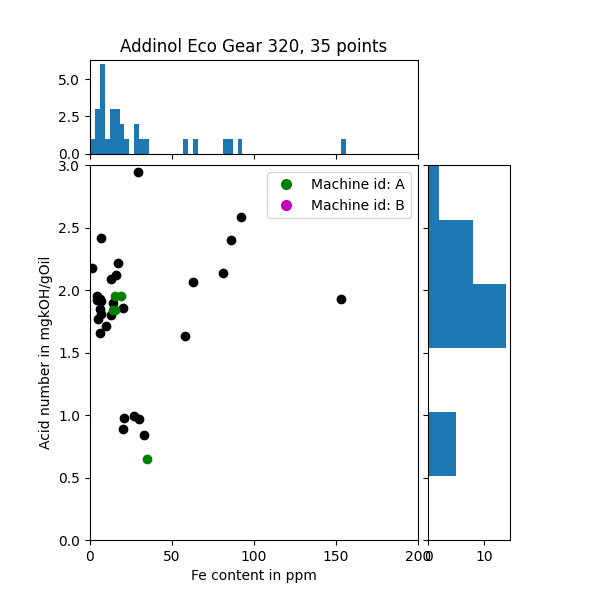 Addinol Eco Gear 320, 35 points
5.0
2.5
0.0
3.0
2.5
2.0
1.5
1.0
0.5
0.0
Acid number in mgkOH/gOil
Machine id: A
Machine id: B
0 50 100 150 200
0 10
Fe content in ppm